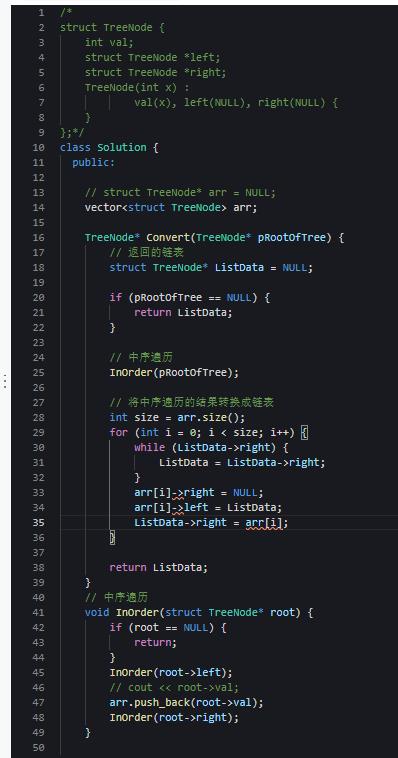 1 /*
2 struct TreeNode {
3     int val;
4     struct TreeNode *left;
5     struct TreeNode *right;
6     TreeNode(int x) :
7             val(x), left(NULL), right(NULL) {
8     }
9 };*/
10 class Solution {
11   public:
12
13     // struct TreeNode* arr = NULL;
14     vector<struct TreeNode> arr;
15
16     TreeNode* Convert(TreeNode* pRootOfTree) {
17         // 返回的链表
18         struct TreeNode* ListData = NULL;
19
20         if (pRootOfTree == NULL) {
21             return ListData;
22         }
23
24         // 中序遍历
25         InOrder(pRootOfTree);
26
27         // 将中序遍历的结果转换成链表
28         int size = arr.size();
29         for (int i = 0; i < size; i++) {
30             while (ListData->right) {
31                 ListData = ListData->right;
32             }
33             arr[i]->right = NULL;
34             arr[i]->left = ListData;
35             ListData->right = arr[i];
36         }
37
38         return ListData;
39     }
40     // 中序遍历
41     void InOrder(struct TreeNode* root) {
42         if (root == NULL) {
43             return;
44         }
45         InOrder(root->left);
46         // cout << root->val;
47         arr.push_back(root->val);
48         InOrder(root->right);
49     }
50